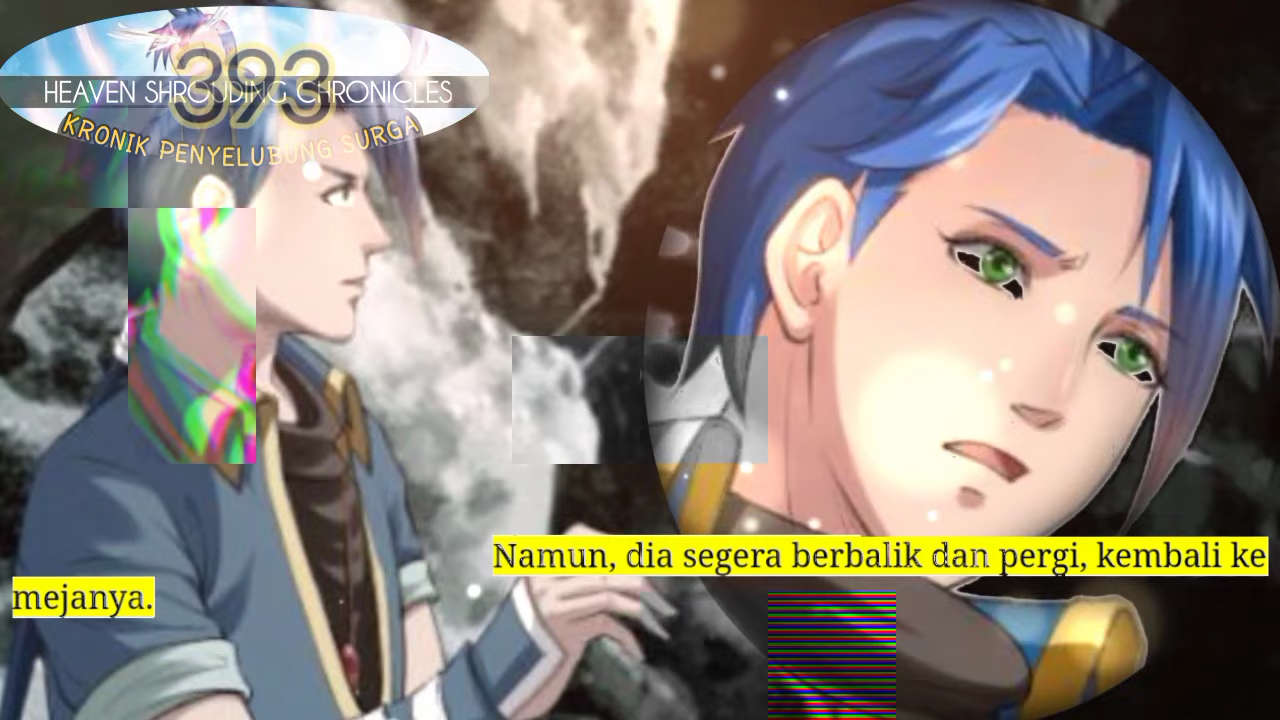 393
HEAVEN SHROUDING CHRONICLES
KRONIK PENYELUBUNG SURGA
Namun, dia segera berbalik dan pergi, kembali ke
mejanya.